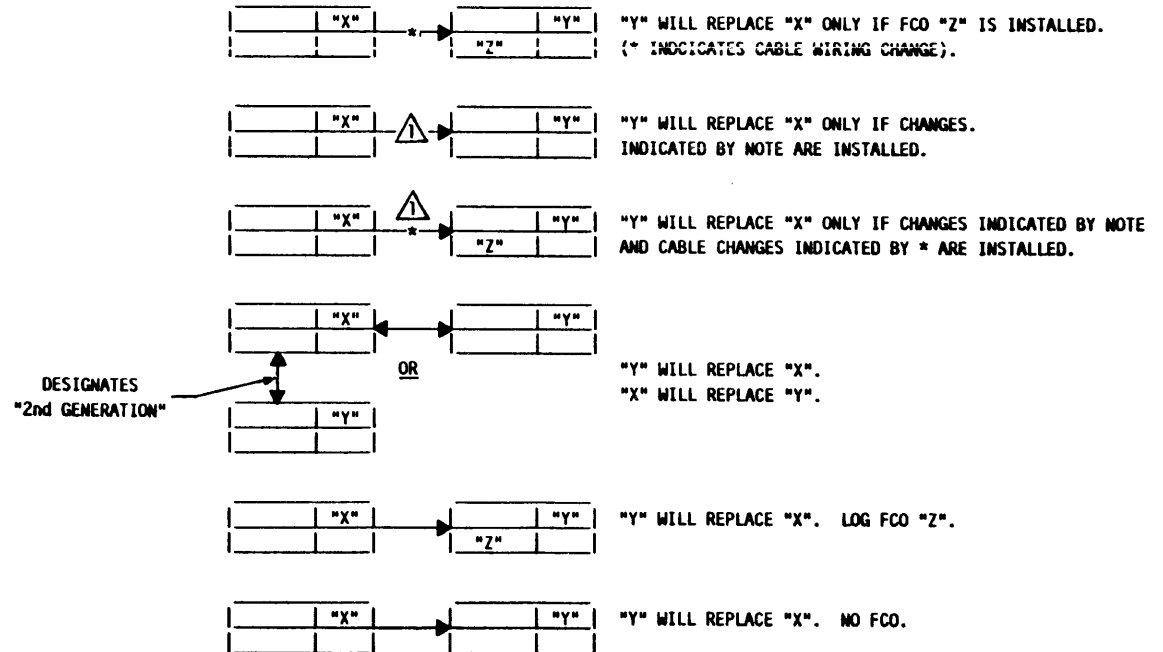 "X" * "Y" "Y" WILL REPLACE "X" ONLY IF FCO "Z" IS INSTALLED.
"Z" (* INDCICATES CABLE WIRING CHANGE).
"X" 1 "Y" "Y" WILL REPLACE "X" ONLY IF CHANGES.
INDICATED BY NOTE ARE INSTALLED.
1
"X" * "Y" "Y" WILL REPLACE "X" ONLY IF CHANGES INDICATED BY NOTE
"Z" AND CABLE CHANGES INDICATED BY * ARE INSTALLED.
"X" "Y"
OR
"Y" WILL REPLACE "X".
"X" WILL REPLACE "Y".
DESIGNATES
"2nd GENERATION"
"Y"
"X" "Y" "Y" WILL REPLACE "X". LOG FCO "Z".
"Z"
"X" "Y" "Y" WILL REPLACE "X". NO FCO.